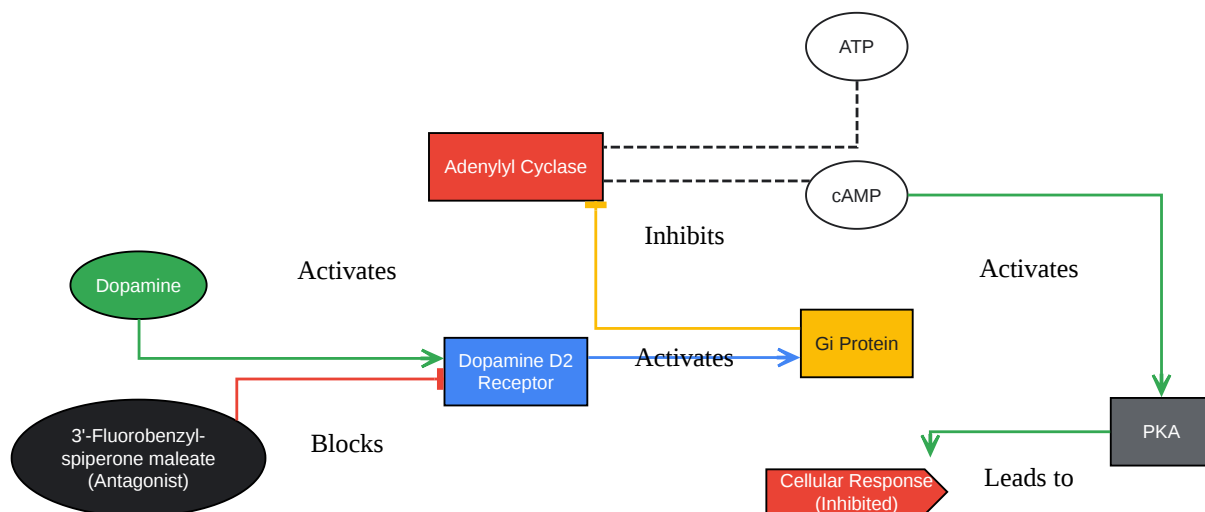 ATP
Adenylyl Cyclase
cAMP
Inhibits
Activates
Activates
Dopamine
Gi Protein
Dopamine D2
Receptor
Activates
3'-Fluorobenzyl-
spiperone maleate
(Antagonist)
Blocks
PKA
Leads to
Cellular Response
(Inhibited)